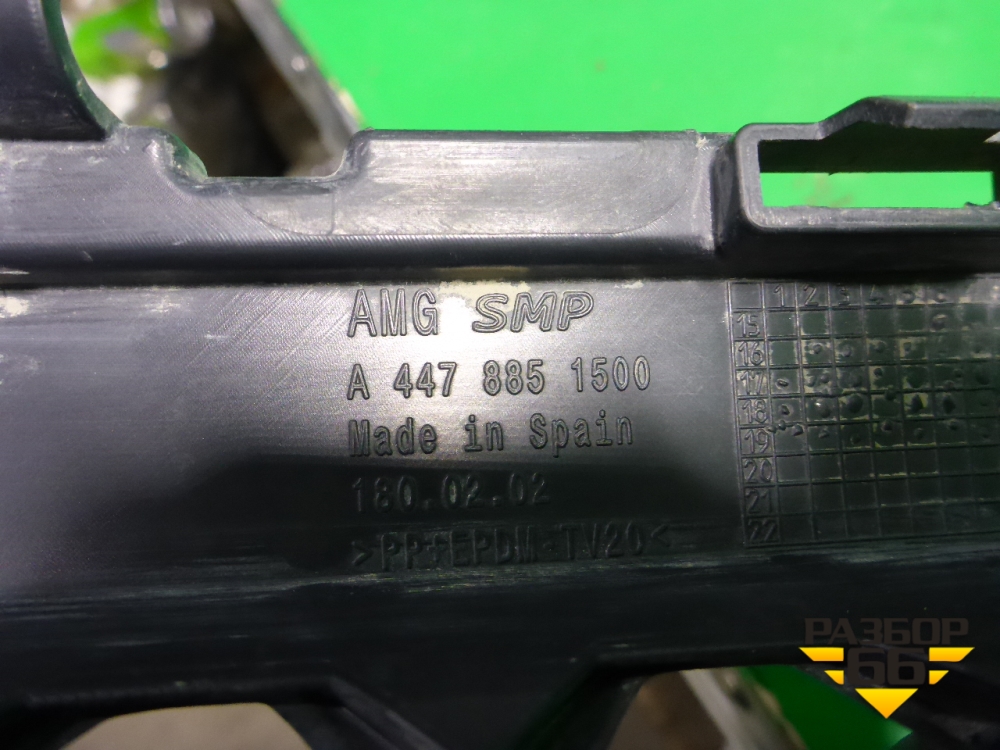 AMG SMP
A 447 885 1500
Made in Spain
180.02.02
>PP+EPDM-TV20<
1 2 3 4 5 6
15
16
17
18
19
20
21
22
РАЗБОР
66